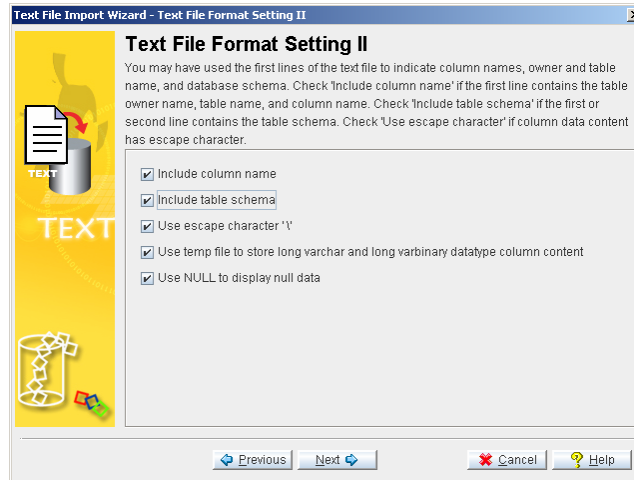 Text File Import Wizard - Text File Format Setting II
Text File Format Setting II
You may have used the first lines of the text file to indicate column names, owner and table
name, and database schema. Check 'Include column name' if the first line contains the table
owner name, table name, and column name. Check 'Include table schema' if the first or
second line contains the table schema. Check 'Use escape character' if column data content
has escape character.
TEXT
TEXT
Include column name
Include table schema
Use escape character '\'
Use temp file to store long varchar and long varbinary datatype column content
Use NULL to display null data
Previous
Next
Cancel
Help